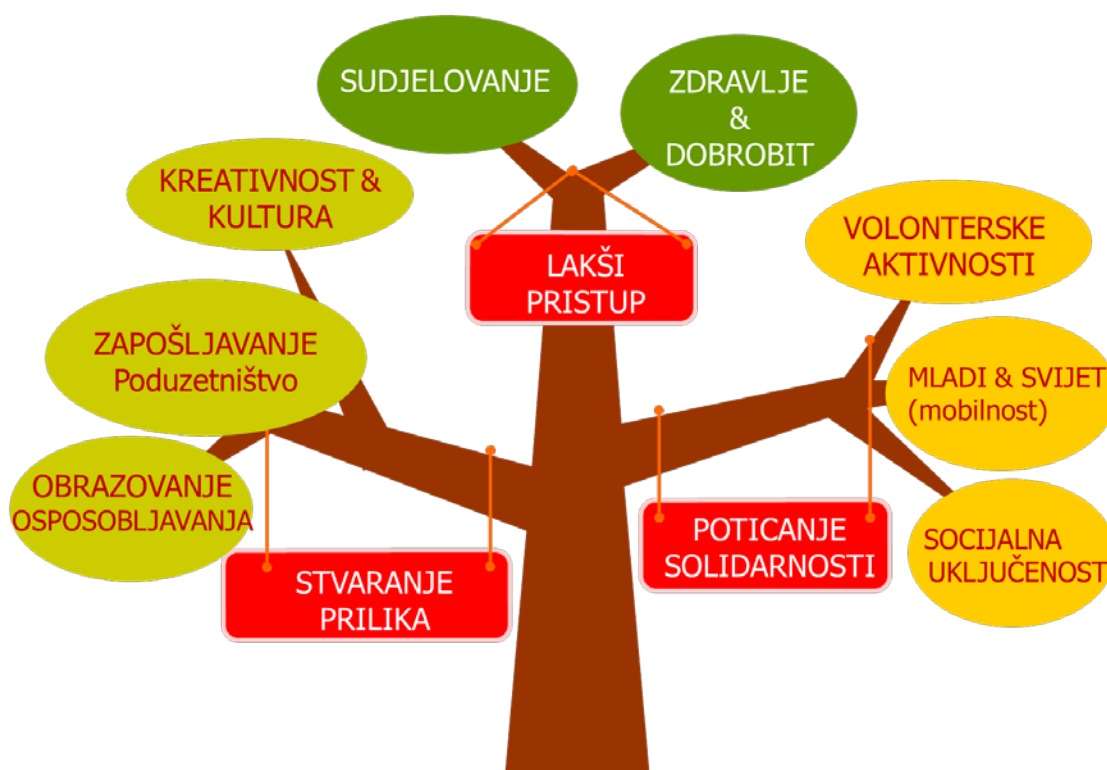 SUDJELOVANJE
ZDRAVLJE
&
DOBROBIT
KREATIVNOST &
KULTURA
LAKŠI
PRISTUP
VOLONTERSKE
AKTIVNOSTI
ZAPOŠLJAVANJE
Poduzetništvo
MLADI & SVIJET
(mobilnost)
OBRAZOVANJE
OSPOSOBLJAVANJA
STVARANJE
PRILIKA
POTICANJE
SOLIDARNOSTI
SOCIJALNA
UKLJUČENOST